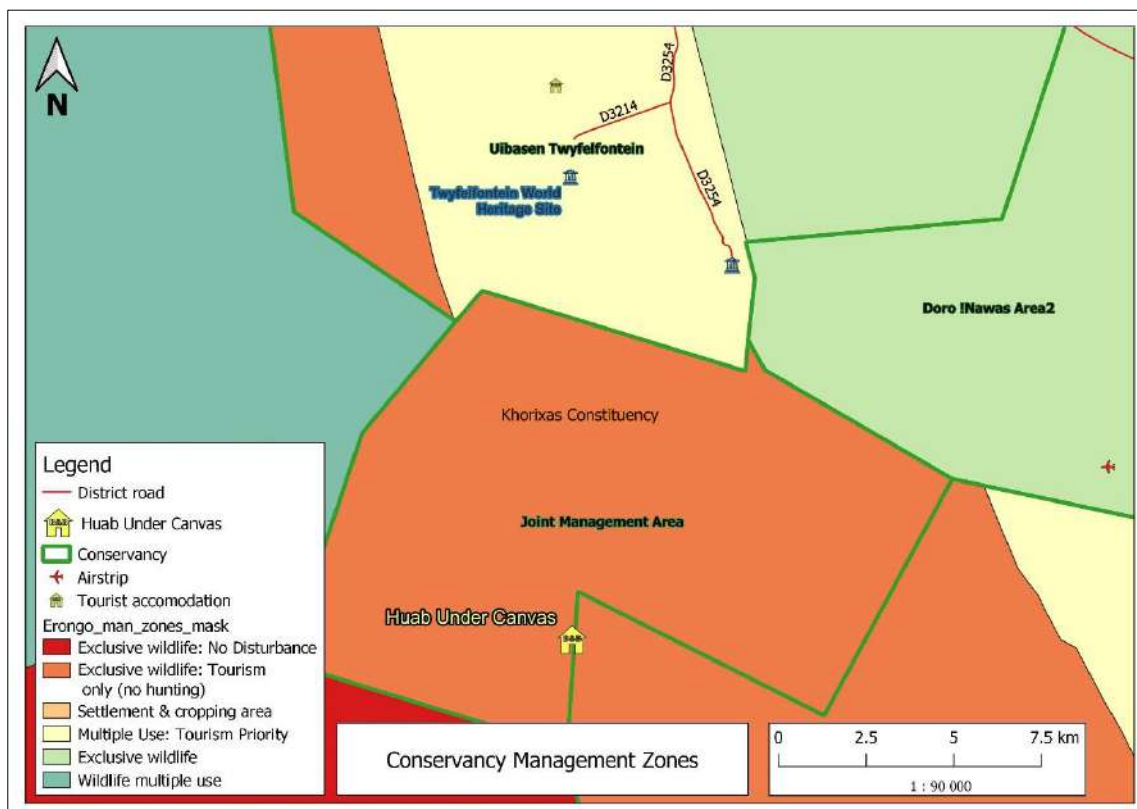 N
D3254
D3214
Uibasen Twyfelfontein
Twyfelfontein World
Heritage Site
D3254
Doro !Nawas Area2
Khorixas Constituency
Joint Management Area
Huab Under Canvas
B&B
Legend
District road
B&B
Huab Under Canvas
Conservancy
Airstrip
Tourist accomodation
Erongo_man_zones_mask
Exclusive wildlife: No Disturbance
Exclusive wildlife: Tourism
only (no hunting)
Settlement & cropping area
Multiple Use: Tourism Priority
Exclusive wildlife
Wildlife multiple use
Conservancy Management Zones
0 2.5 5 7.5 km
1 : 90 000